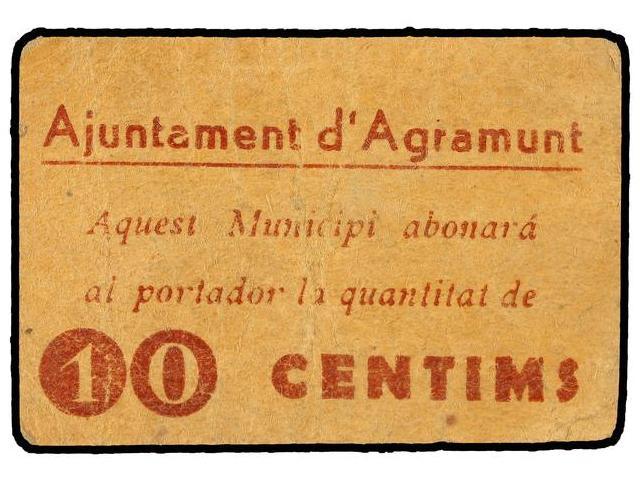 Ajuntament d'Agramunt
Aquest Municipi abonará
al portador la quantitat de
10 CENTIMS